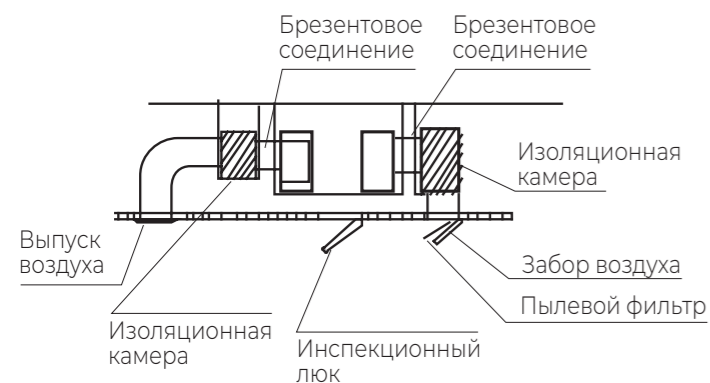 Брезентовое
соединение
Брезентовое
соединение
Изоляционная
камера
Выпуск
воздуха
Забор воздуха
Пылевой фильтр
Изоляционная
камера
Инспекционный
люк